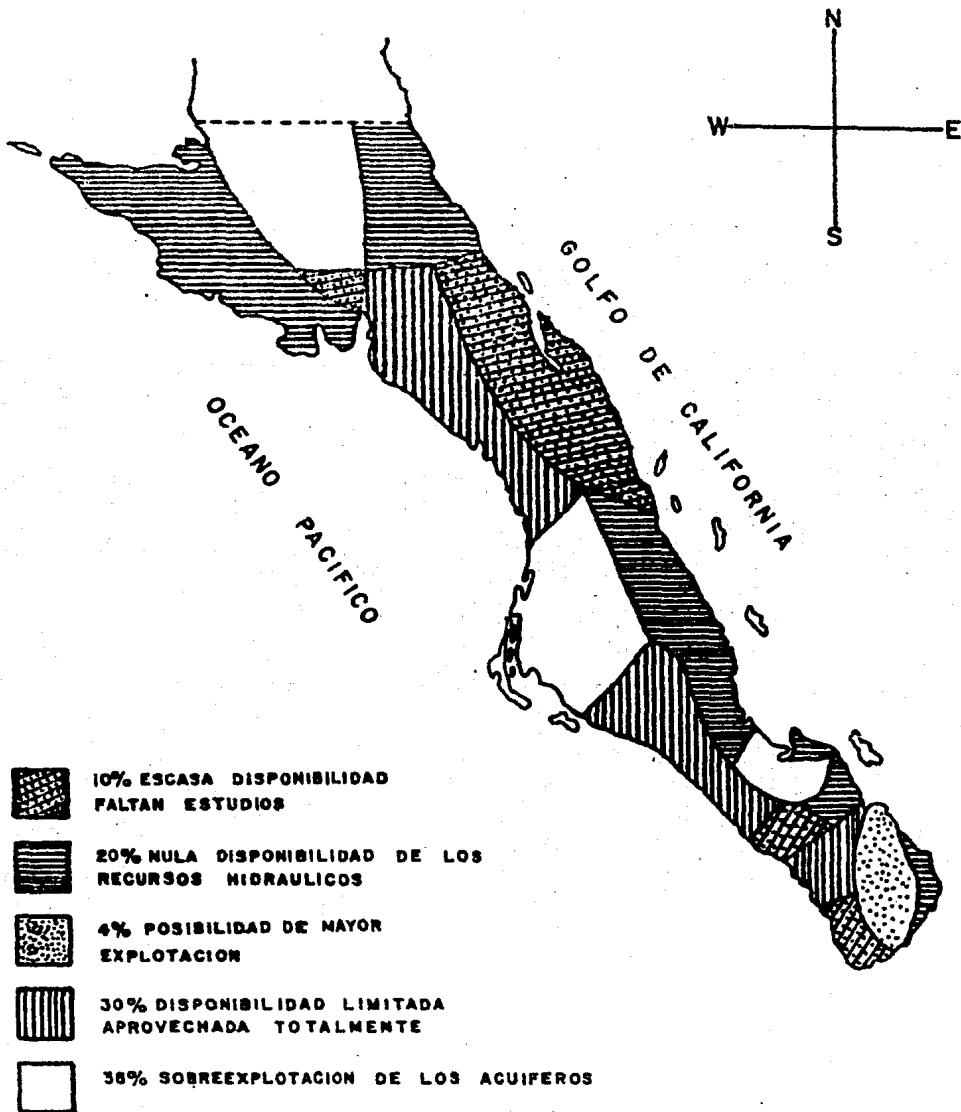 N
W E
S
GOLFO DE CALIFORNIA
OCEANO PACIFICO
10% ESCASA DISPONIBILIDAD
FALTAN ESTUDIOS
20% NULA DISPONIBILIDAD DE LOS
RECURSOS HIDRAULICOS
4% POSIBILIDAD DE MAYOR
EXPLOTACION
30% DISPONIBILIDAD LIMITADA
APROVECHADA TOTALMENTE
36% SOBREEXPLOTACION DE LOS ACUIFEROS